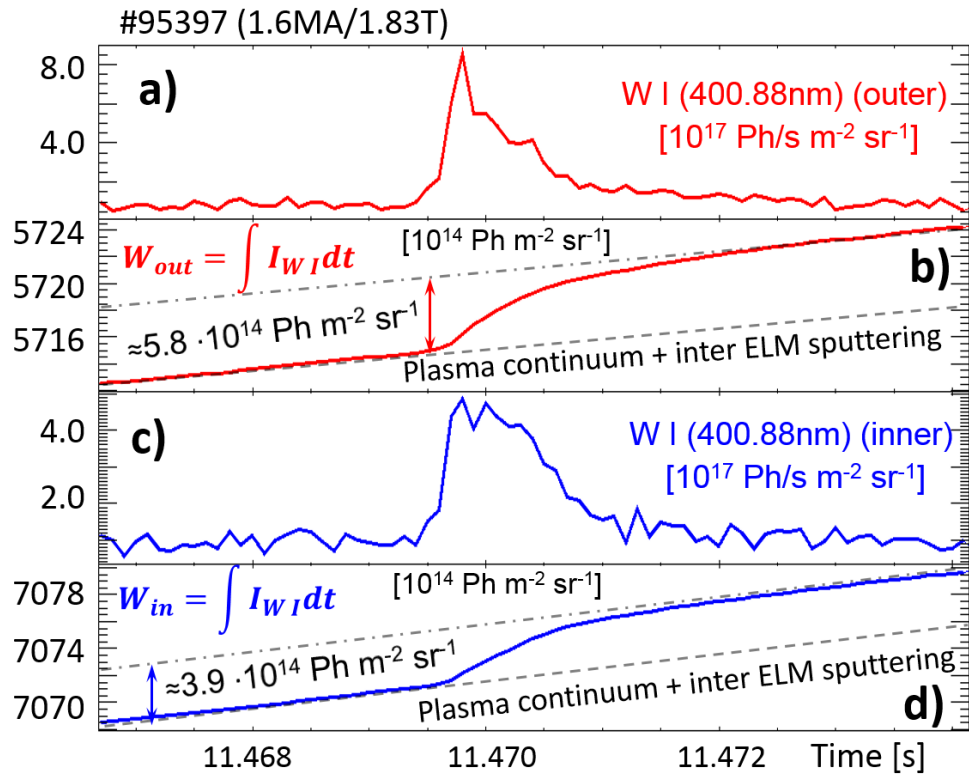 #95397 (1.6MA/1.83T)
8.0
4.0
a)
W I (400.88nm) (outer)
[10¹⁷ Ph/s m⁻² sr⁻¹]
5724
5720
5716
W_out = ∫ I_W I dt
[10¹⁴ Ph m⁻² sr⁻¹]
b)
≈5.8 ·10¹⁴ Ph m⁻² sr⁻¹
Plasma continuum + inter ELM sputtering
4.0
2.0
c)
W I (400.88nm) (inner)
[10¹⁷ Ph/s m⁻² sr⁻¹]
7078
7074
7070
W_in = ∫ I_W I dt
[10¹⁴ Ph m⁻² sr⁻¹]
≈3.9 ·10¹⁴ Ph m⁻² sr⁻¹
Plasma continuum + inter ELM sputtering
d)
11.468
11.470
11.472
Time [s]